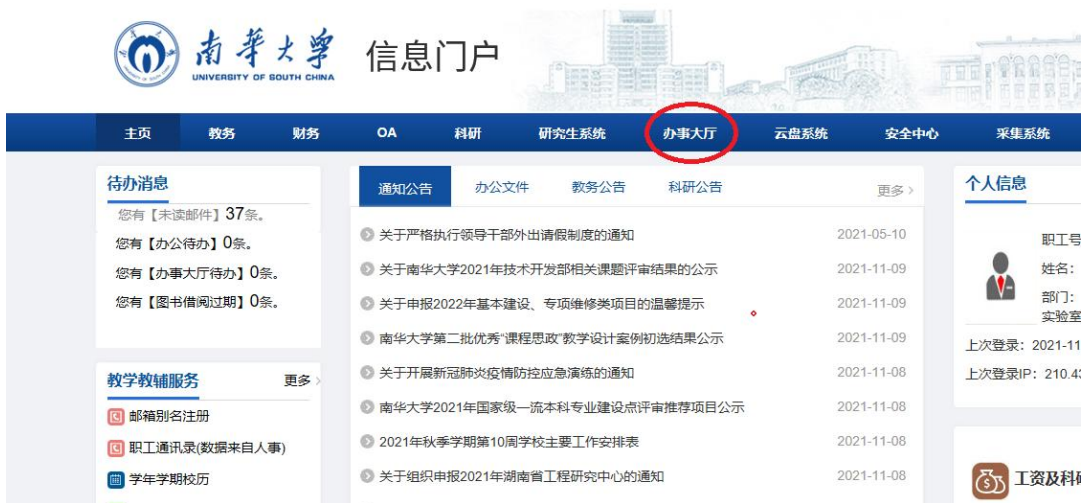 南华大学
UNIVERSITY OF SOUTH CHINA
信息门户
主页 教务 财务 OA 科研 研究生系统 办事大厅 云盘系统 安全中心 采集系统
待办消息
您有【未读邮件】37条。
您有【办公待办】0条。
您有【办事大厅待办】0条。
您有【图书借阅过期】0条。
教学教辅服务 更多
邮箱别名注册
职工通讯录(数据来自人事)
学年学期校历
通知公告 办公文件 教务公告 科研公告 更多
关于严格执行领导干部外出请假制度的通知 2021-05-10
关于南华大学2021年技术开发部相关课题评审结果的公示 2021-11-09
关于申报2022年基本建设、专项维修类项目的温馨提示 2021-11-09
南华大学第二批优秀“课程思政”教学设计案例初选结果公示 2021-11-09
关于开展新冠肺炎疫情防控应急演练的通知 2021-11-08
南华大学2021年国家级一流本科专业建设点评审推荐项目公示 2021-11-08
2021年秋季学期第10周学校主要工作安排表 2021-11-08
关于组织申报2021年湖南省工程研究中心的通知 2021-11-08
个人信息
职工号
姓名：
部门：
实验室
上次登录：2021-11
上次登录IP：210.43
工资及科研